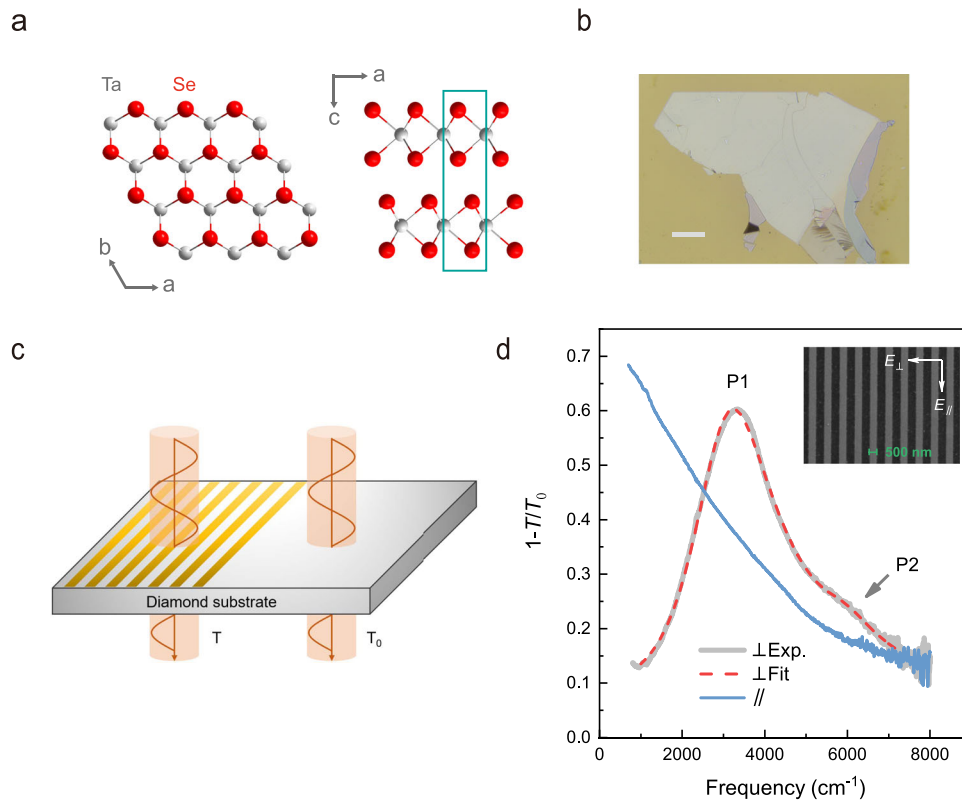 a
Ta
Se
b
a
a
c
b
c
Diamond substrate
T
T₀
d
1-T/T₀
0.7
0.6
0.5
0.4
0.3
0.2
0.1
0.0
P1
P2
E⊥
E//
500 nm
⊥Exp.
⊥Fit
//
0
2000
4000
6000
8000
Frequency (cm⁻¹)